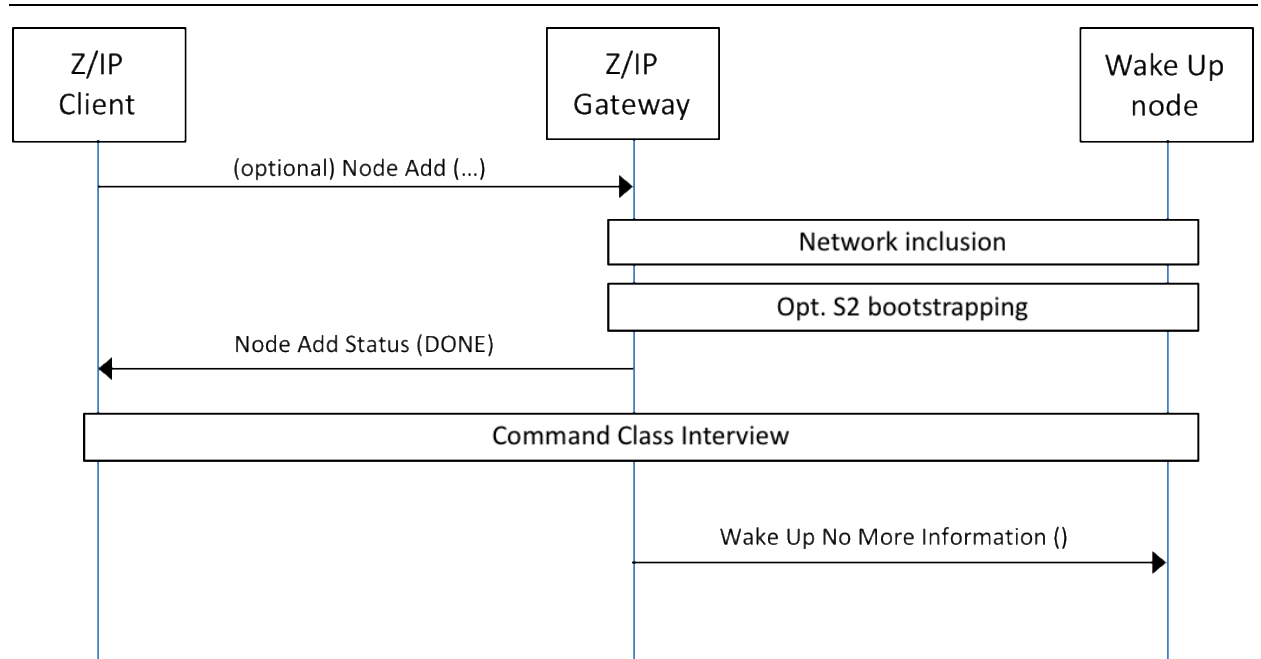 Z/IP
Client
Z/IP
Gateway
Wake Up
node
(optional) Node Add (...)
Network inclusion
Opt. S2 bootstrapping
Node Add Status (DONE)
Command Class Interview
Wake Up No More Information ()